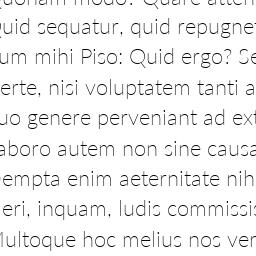 quonam modo? Quare atten
Quid sequatur, quid repugnet
um mihi Piso: Quid ergo? Se
erte, nisi voluptatem tanti a
uo genere perveniant ad ext
aboro autem non sine causa
empta enim aeternitate nih
eri, inquam, ludis commissis
Multoque hoc melius nos ver